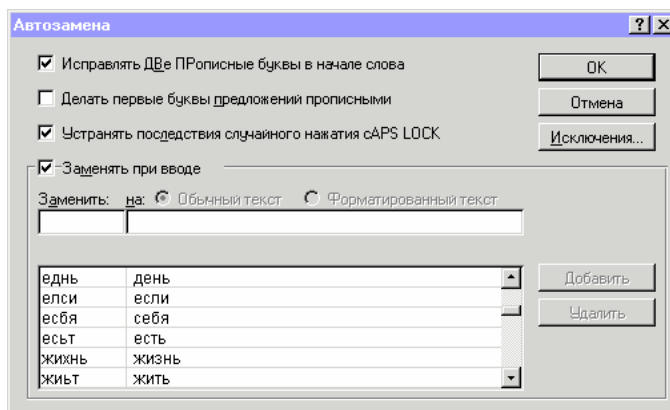 Автозамена
Исправлять ДВе ПРописные буквы в начале слова
OK
Делать первые буквы предложений прописными
Отмена
Устранять последствия случайного нажатия cAPS LOCK
Исключения...
Заменять при вводе
Заменить: на: Обычный текст Форматированный текст
еднь день
Добавить
елси если
Удалить
есбя себя
есьт есть
жихнь жизнь
жиьт жить